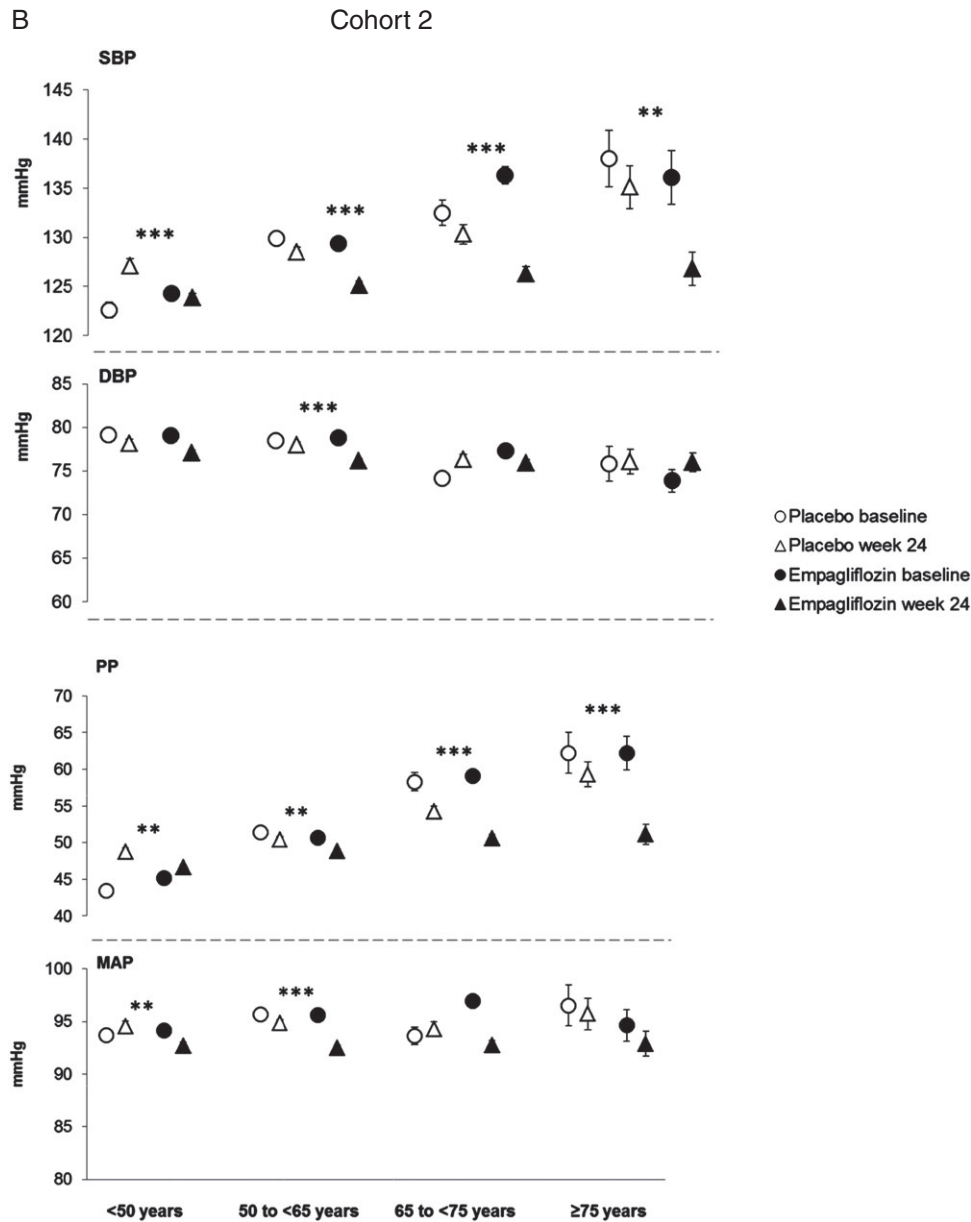 B Cohort 2
SBP
145
140
135
130
125
120
mmHg
***
***
***
**
DBP
85
80
75
70
65
60
mmHg
***
○ Placebo baseline
△ Placebo week 24
● Empagliflozin baseline
▲ Empagliflozin week 24
PP
70
65
60
55
50
45
40
mmHg
**
**
***
***
MAP
100
95
90
85
80
mmHg
**
***
<50 years 50 to <65 years 65 to <75 years ≥75 years